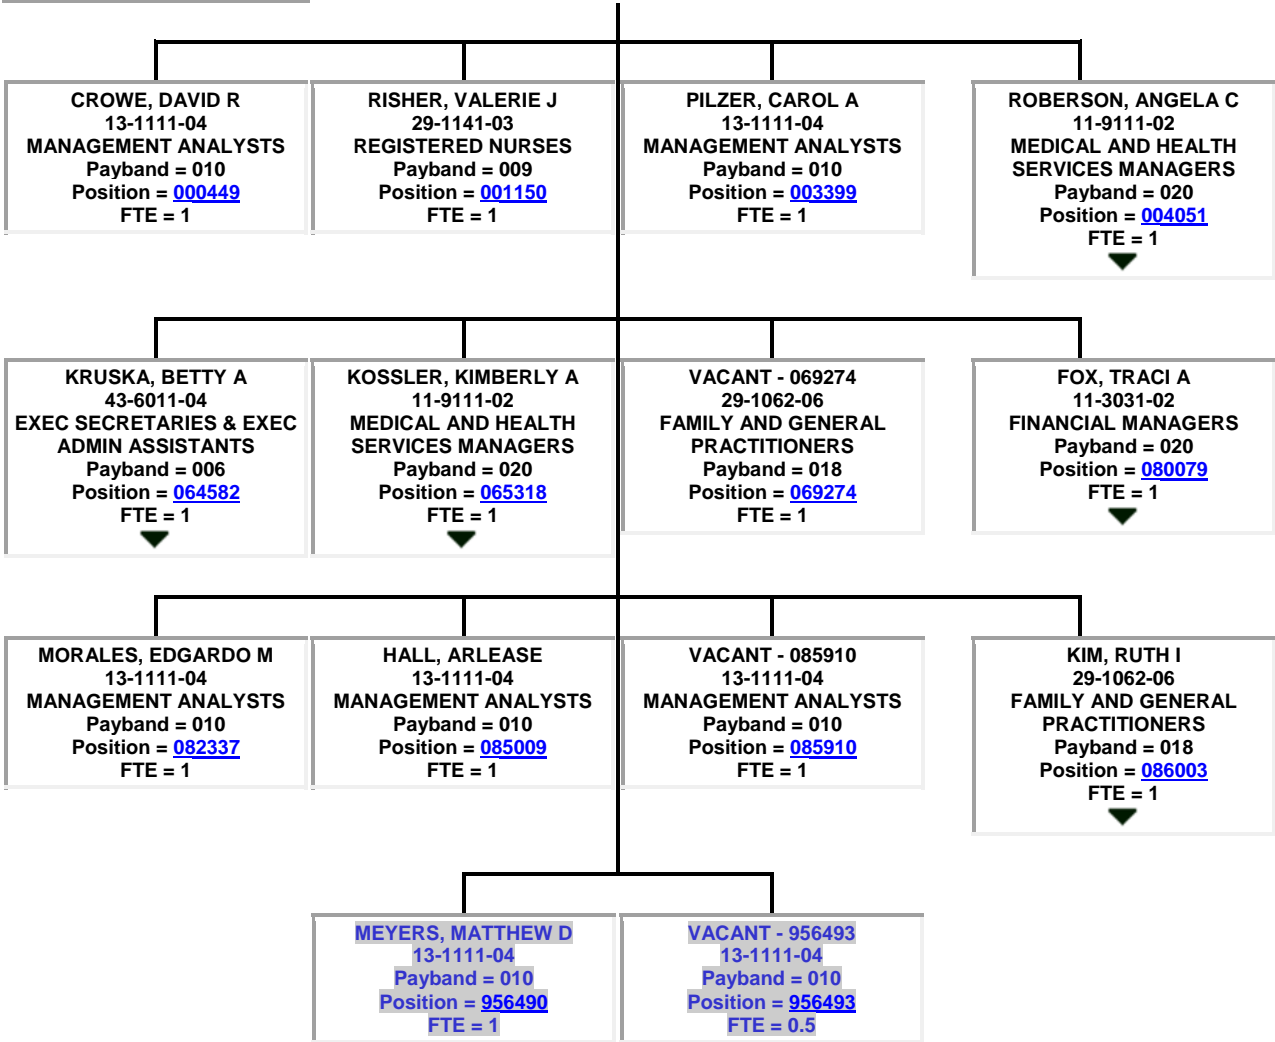 CROWE, DAVID R
13-1111-04
MANAGEMENT ANALYSTS
Payband = 010
Position = 000449
FTE = 1
RISHER, VALERIE J
29-1141-03
REGISTERED NURSES
Payband = 009
Position = 001150
FTE = 1
PILZER, CAROL A
13-1111-04
MANAGEMENT ANALYSTS
Payband = 010
Position = 003399
FTE = 1
ROBERSON, ANGELA C
11-9111-02
MEDICAL AND HEALTH
SERVICES MANAGERS
Payband = 020
Position = 004051
FTE = 1
KRUSKA, BETTY A
43-6011-04
EXEC SECRETARIES & EXEC
ADMIN ASSISTANTS
Payband = 006
Position = 064582
FTE = 1
KOSSLER, KIMBERLY A
11-9111-02
MEDICAL AND HEALTH
SERVICES MANAGERS
Payband = 020
Position = 065318
FTE = 1
VACANT - 069274
29-1062-06
FAMILY AND GENERAL
PRACTITIONERS
Payband = 018
Position = 069274
FTE = 1
FOX, TRACI A
11-3031-02
FINANCIAL MANAGERS
Payband = 020
Position = 080079
FTE = 1
MORALES, EDGARDO M
13-1111-04
MANAGEMENT ANALYSTS
Payband = 010
Position = 082337
FTE = 1
HALL, ARLEASE
13-1111-04
MANAGEMENT ANALYSTS
Payband = 010
Position = 085009
FTE = 1
VACANT - 085910
13-1111-04
MANAGEMENT ANALYSTS
Payband = 010
Position = 085910
FTE = 1
KIM, RUTH I
29-1062-06
FAMILY AND GENERAL
PRACTITIONERS
Payband = 018
Position = 086003
FTE = 1
MEYERS, MATTHEW D
13-1111-04
Payband = 010
Position = 956490
FTE = 1
VACANT - 956493
13-1111-04
Payband = 010
Position = 956493
FTE = 0.5